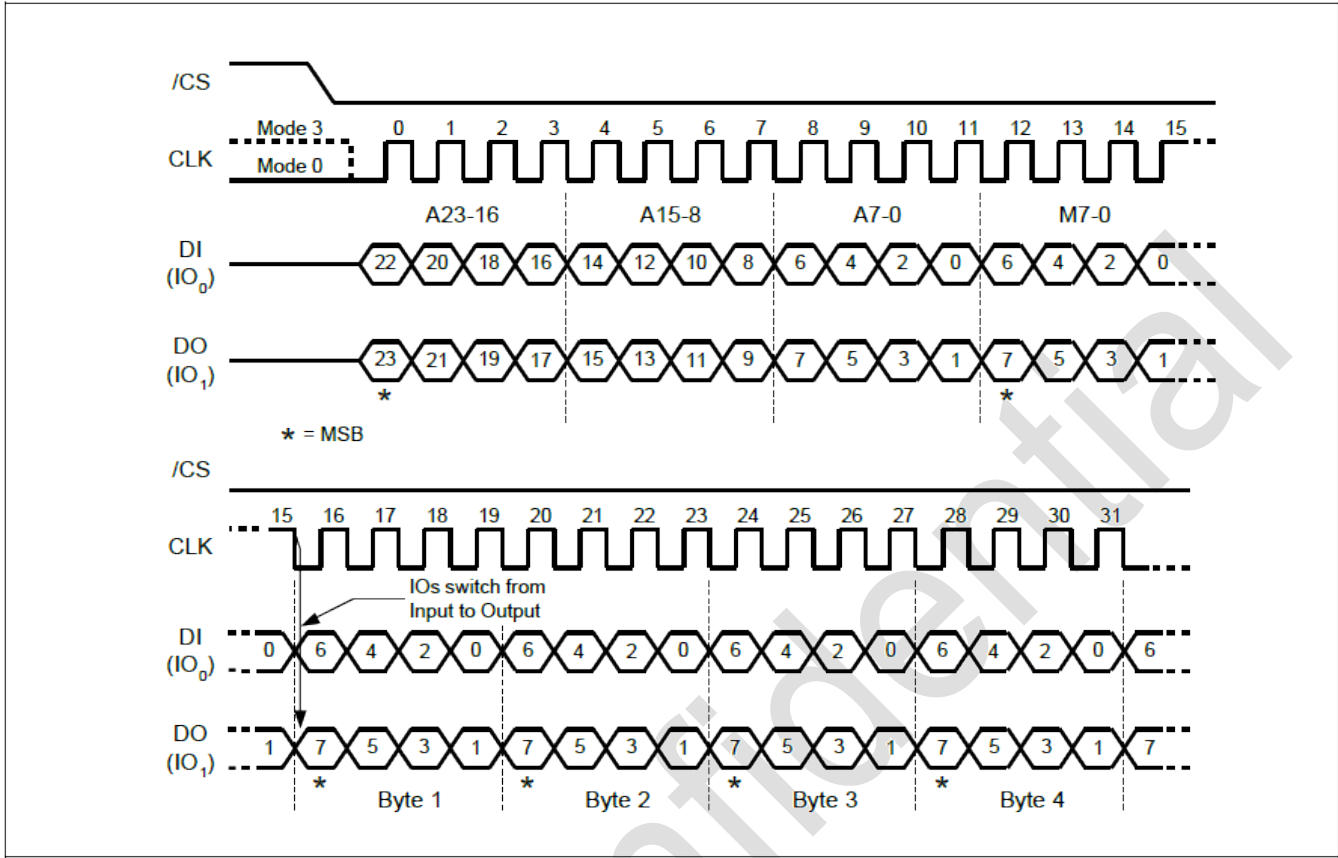 /CS
Mode 3 0 1 2 3 4 5 6 7 8 9 10 11 12 13 14 15
CLK
Mode 0
A23-16 A15-8 A7-0 M7-0
DI
(IO0) 22 20 18 16 14 12 10 8 6 4 2 0 6 4 2 0
DO
(IO1) 23 21 19 17 15 13 11 9 7 5 3 1 7 5 3 1
* *
* = MSB
/CS
15 16 17 18 19 20 21 22 23 24 25 26 27 28 29 30 31
CLK
IOs switch from
Input to Output
DI
(IO0) 0 6 4 2 0 6 4 2 0 6 4 2 0 6 4 2 0 6
DO
(IO1) 1 7 5 3 1 7 5 3 1 7 5 3 1 7 5 3 1 7
* * * *
Byte 1 Byte 2 Byte 3 Byte 4
nfidential